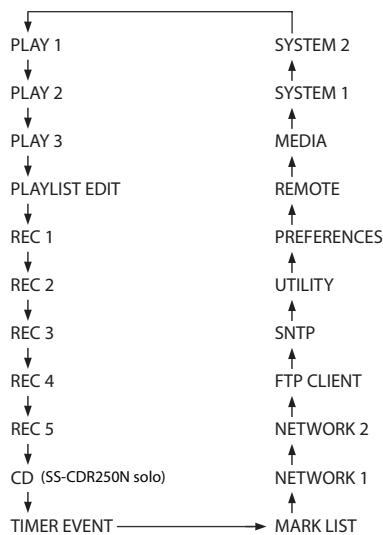 PLAY 1
PLAY 2
PLAY 3
PLAYLIST EDIT
REC 1
REC 2
REC 3
REC 4
REC 5
CD (SS-CDR250N solo)
TIMER EVENT
MARK LIST
NETWORK 1
NETWORK 2
FTP CLIENT
SNTP
UTILITY
PREFERENCES
REMOTE
MEDIA
SYSTEM 1
SYSTEM 2